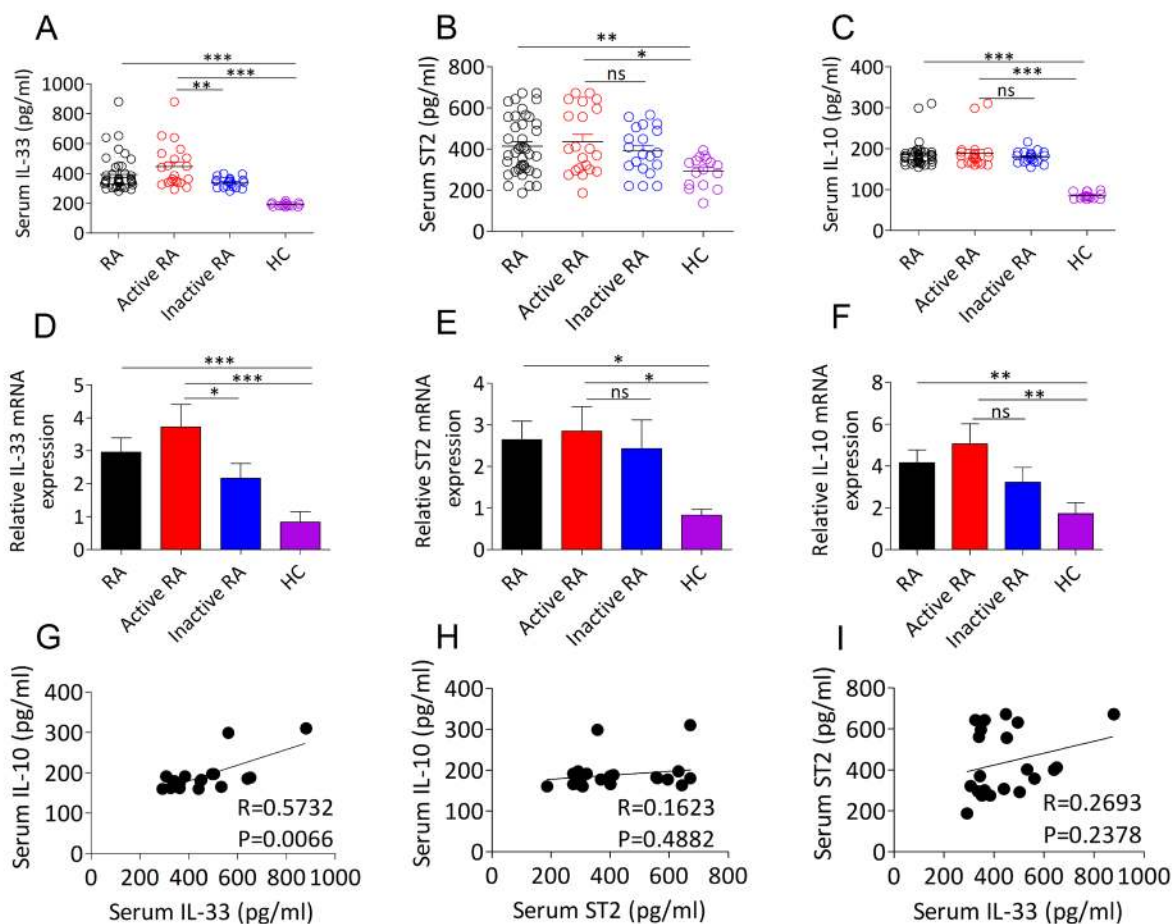 A
Serum IL-33 (pg/ml)
1000
800
600
400
200
0
***
***
**
RA
Active RA
Inactive RA
HC
B
Serum ST2 (pg/ml)
800
600
400
200
0
**
*
ns
RA
Active RA
Inactive RA
HC
C
Serum IL-10 (pg/ml)
400
300
200
100
0
***
***
ns
RA
Active RA
Inactive RA
HC
D
Relative IL-33 mRNA
expression
5
4
3
2
1
0
***
***
*
RA
Active RA
Inactive RA
HC
E
Relative ST2 mRNA
expression
4
3
2
1
0
*
*
ns
RA
Active RA
Inactive RA
HC
F
Relative IL-10 mRNA
expression
8
6
4
2
0
**
**
ns
RA
Active RA
Inactive RA
HC
G
Serum IL-10 (pg/ml)
400
300
200
100
0
R=0.5732
P=0.0066
0 200 400 600 800 1000
Serum IL-33 (pg/ml)
H
Serum IL-10 (pg/ml)
400
300
200
100
0
R=0.1623
P=0.4882
0 200 400 600 800
Serum ST2 (pg/ml)
I
Serum ST2 (pg/ml)
800
600
400
200
0
R=0.2693
P=0.2378
0 200 400 600 800 1000
Serum IL-33 (pg/ml)